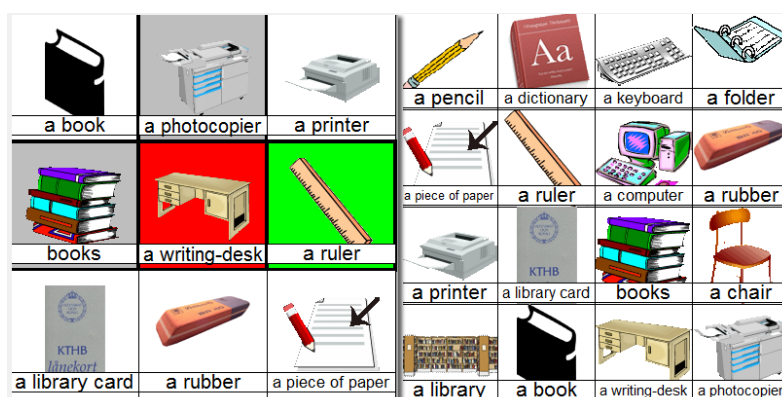 a book
a photocopier
a printer
books
a writing-desk
a ruler
KTHB
lånekort
a library card
a rubber
a piece of paper
Aa
a pencil
a dictionary
a keyboard
a folder
a piece of paper
a ruler
a computer
a rubber
KTHB
a printer
a library card
books
a chair
a library
a book
a writing-desk
a photocopier